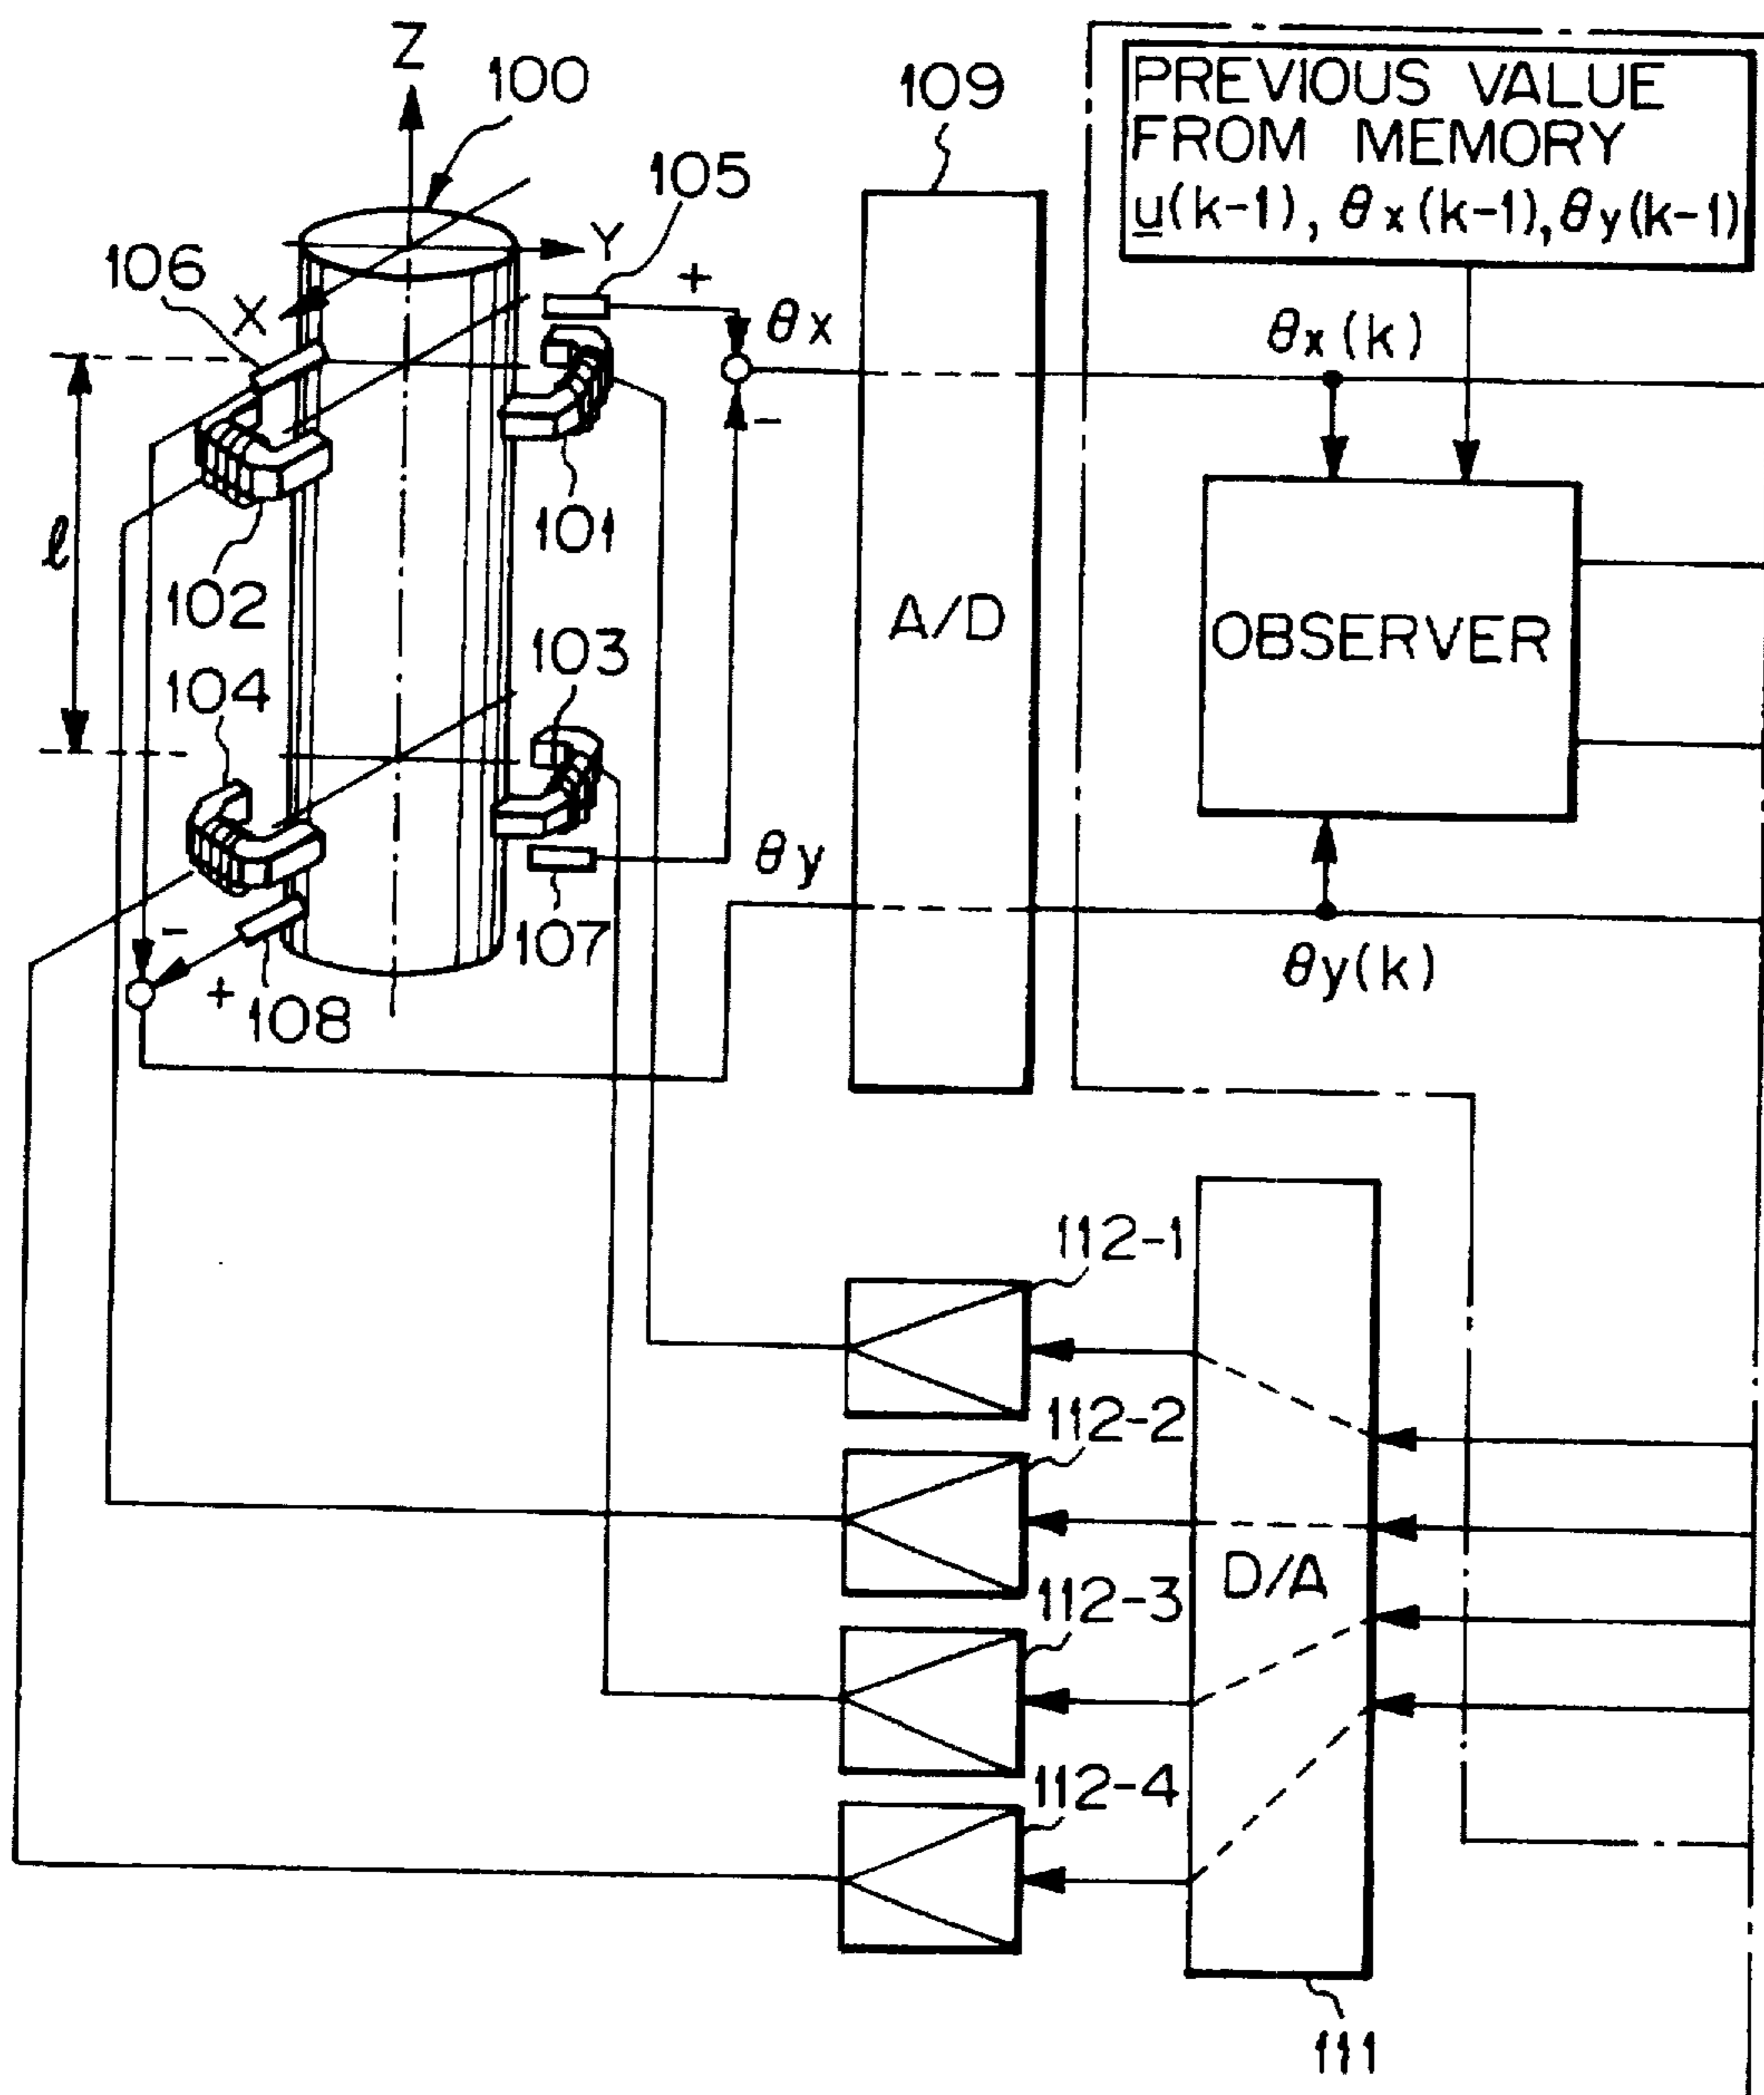 Z
100
109
PREVIOUS VALUE
FROM MEMORY
u(k-1), θx(k-1), θy(k-1)
105
106
Y
+
X
θx
θx(k)
-
101
ℓ
102
A/D
OBSERVER
103
104
θy
107
-
+
108
θy(k)
112-1
112-2
D/A
112-3
112-4
111